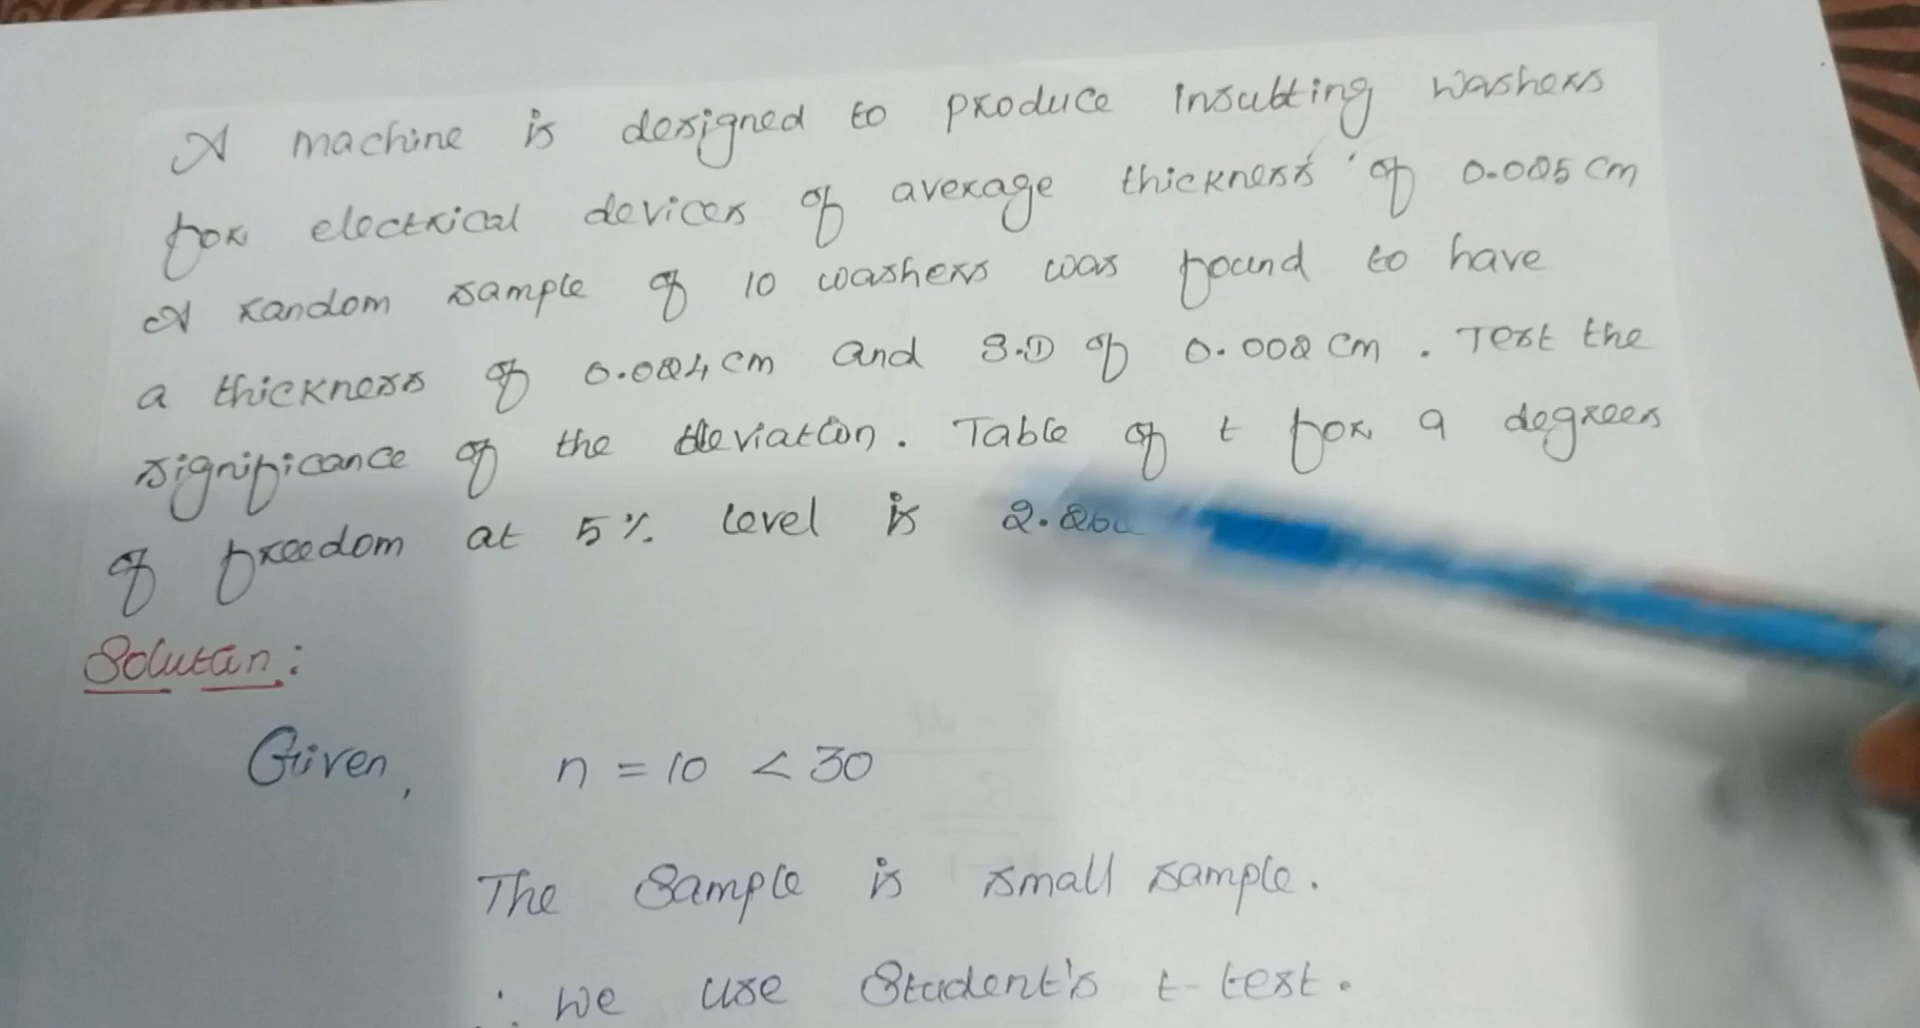 A machine is designed to produce insulting washers
for electrical devices of average thickness of 0.025 cm
A random sample of 10 washers was found to have
a thickness of 0.024 cm and S.D of 0.002 cm. Test the
significance of the deviation. Table of t for 9 degrees
of freedom at 5% level is
Solution:
Given, n = 10 < 30
The Sample is small sample.
∴ we use Student's t-test.